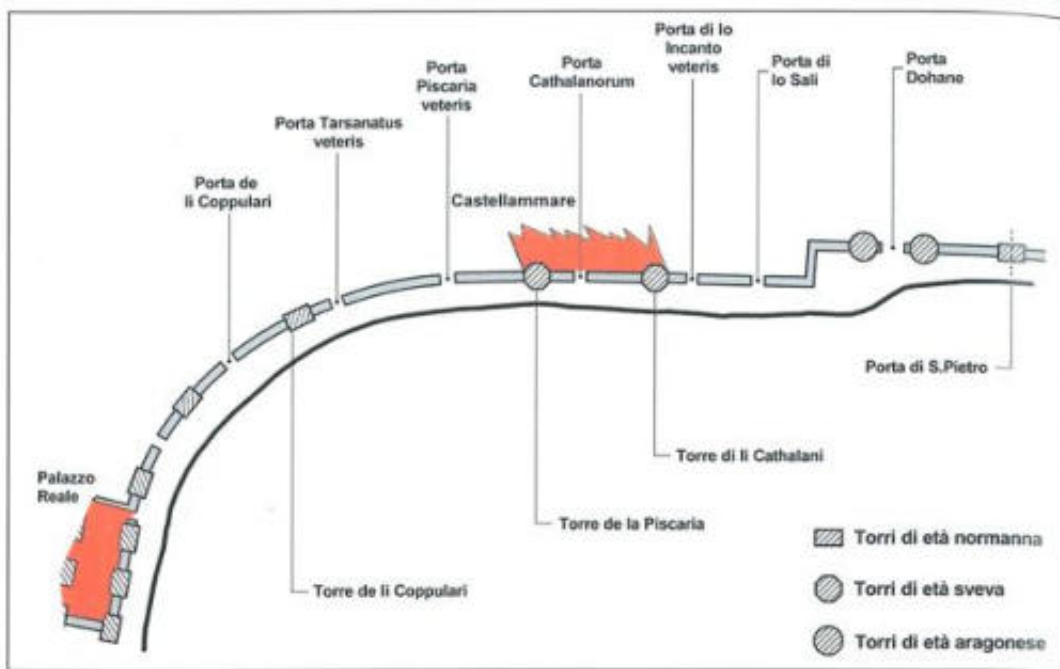 Porta di lo
Incanto
veteris
Porta
Dohane
Porta
Cathalanorum
Porta di
lo Sali
Porta
Piscaria
veteris
Porta Tarsanatus
veteris
Porta de
li Coppulari
Castellammare
Porta di S.Pietro
Torre di li Cathalani
Palazzo
Reale
Torre de la Piscaria
Torre de li Coppulari
Torri di età normanna
Torri di età sveva
Torri di età aragonese